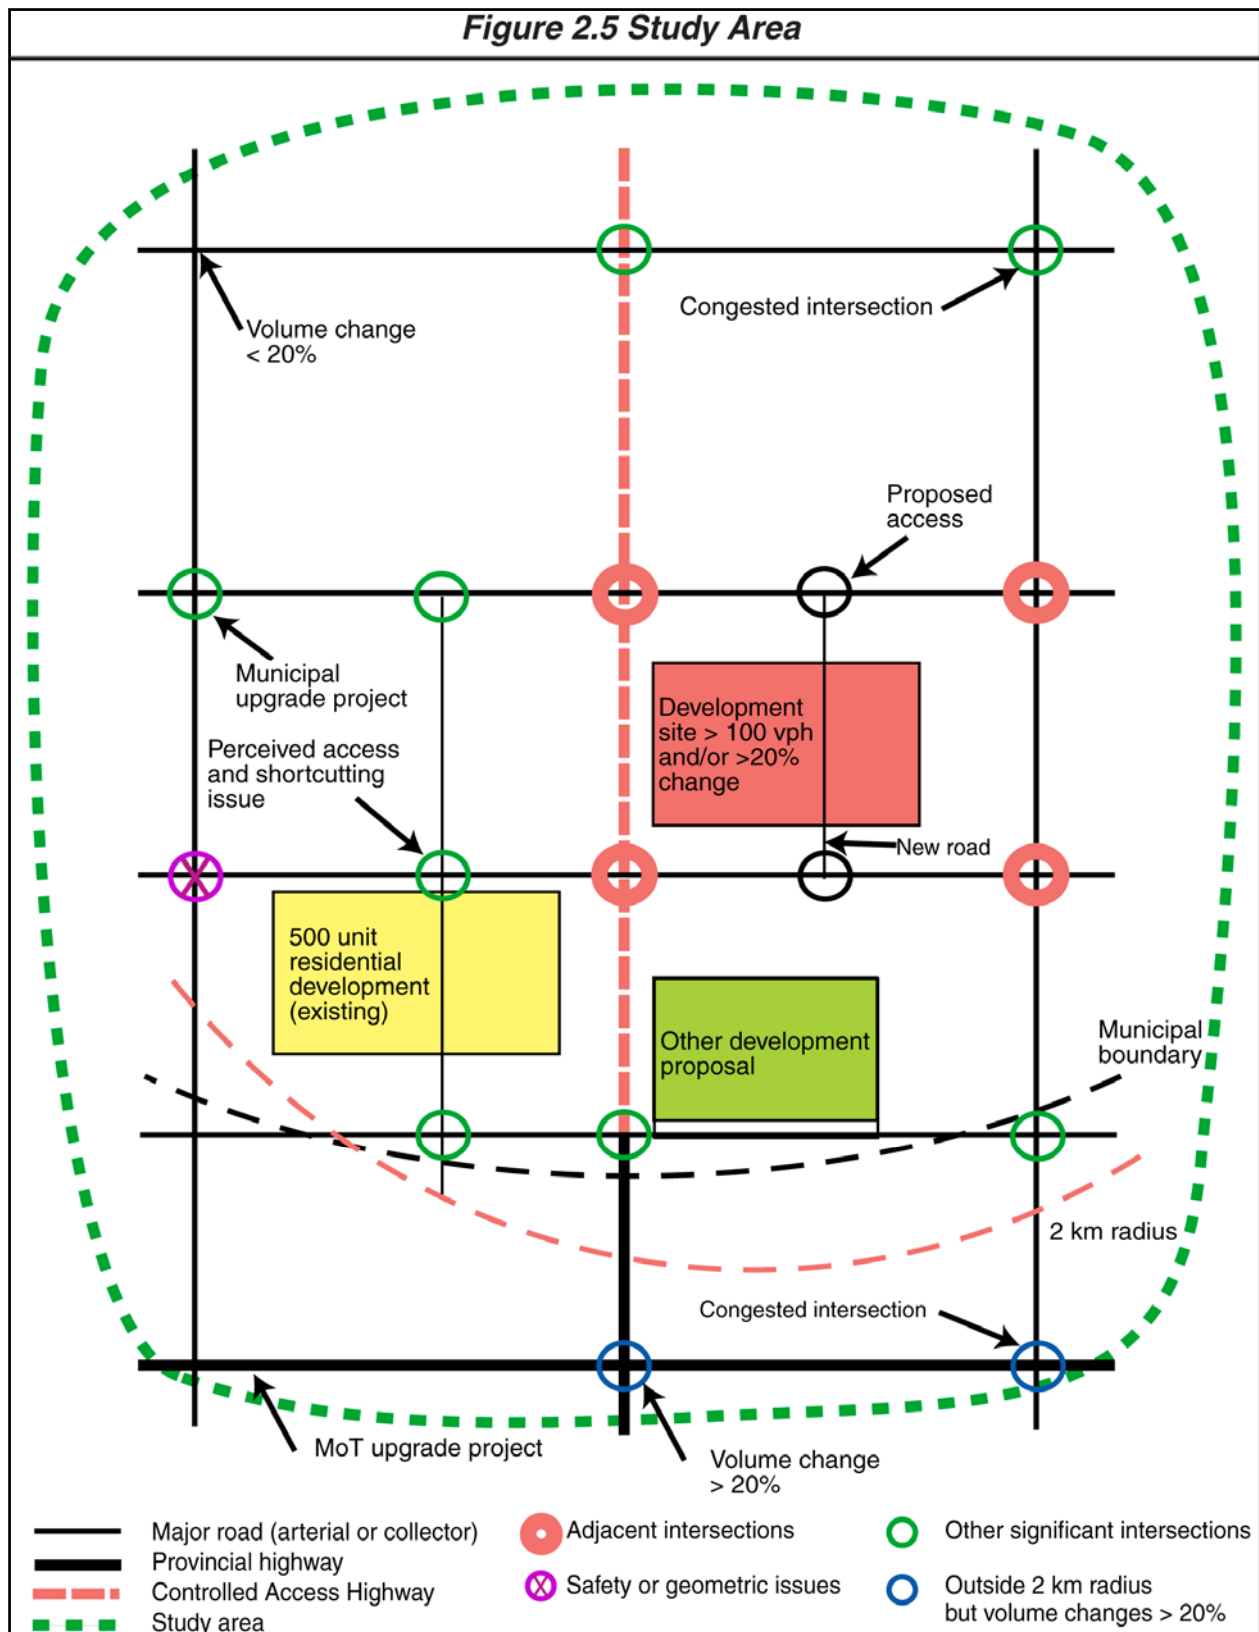 Figure 2.5 Study Area
Congested intersection
Volume change
< 20%
Proposed
access
Municipal
upgrade project
Development
site > 100 vph
and/or >20%
change
Perceived access
and shortcutting
issue
New road
500 unit
residential
development
(existing)
Other development
proposal
Municipal
boundary
2 km radius
Congested intersection
MoT upgrade project
Volume change
> 20%
Major road (arterial or collector)
Provincial highway
Controlled Access Highway
Study area
Adjacent intersections
Safety or geometric issues
Other significant intersections
Outside 2 km radius
but volume changes > 20%